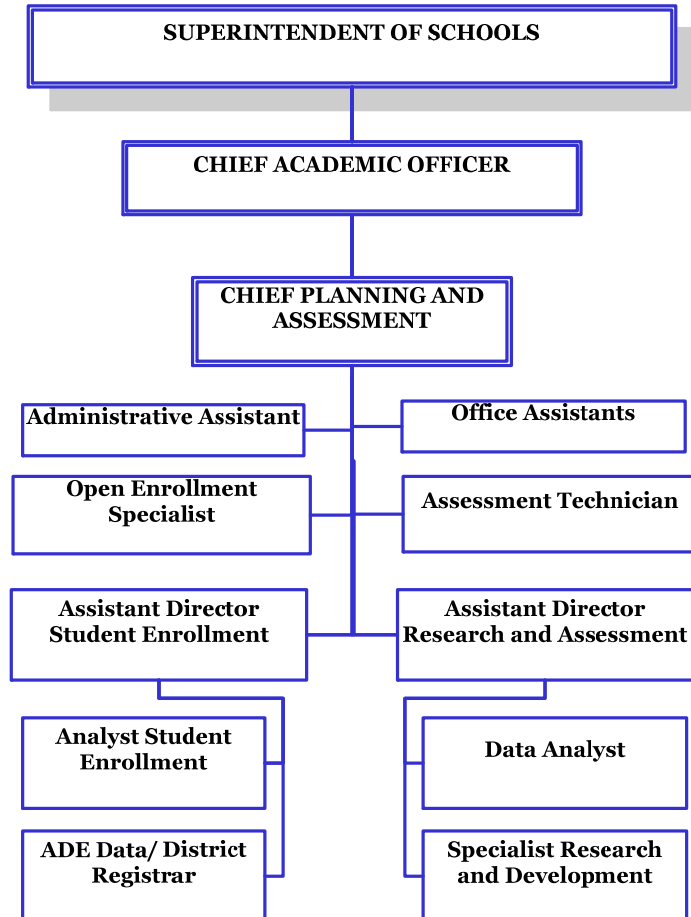 SUPERINTENDENT OF SCHOOLS
CHIEF ACADEMIC OFFICER
CHIEF PLANNING AND
ASSESSMENT
Administrative Assistant
Office Assistants
Open Enrollment
Specialist
Assessment Technician
Assistant Director
Student Enrollment
Assistant Director
Research and Assessment
Analyst Student
Enrollment
Data Analyst
ADE Data/ District
Registrar
Specialist Research
and Development